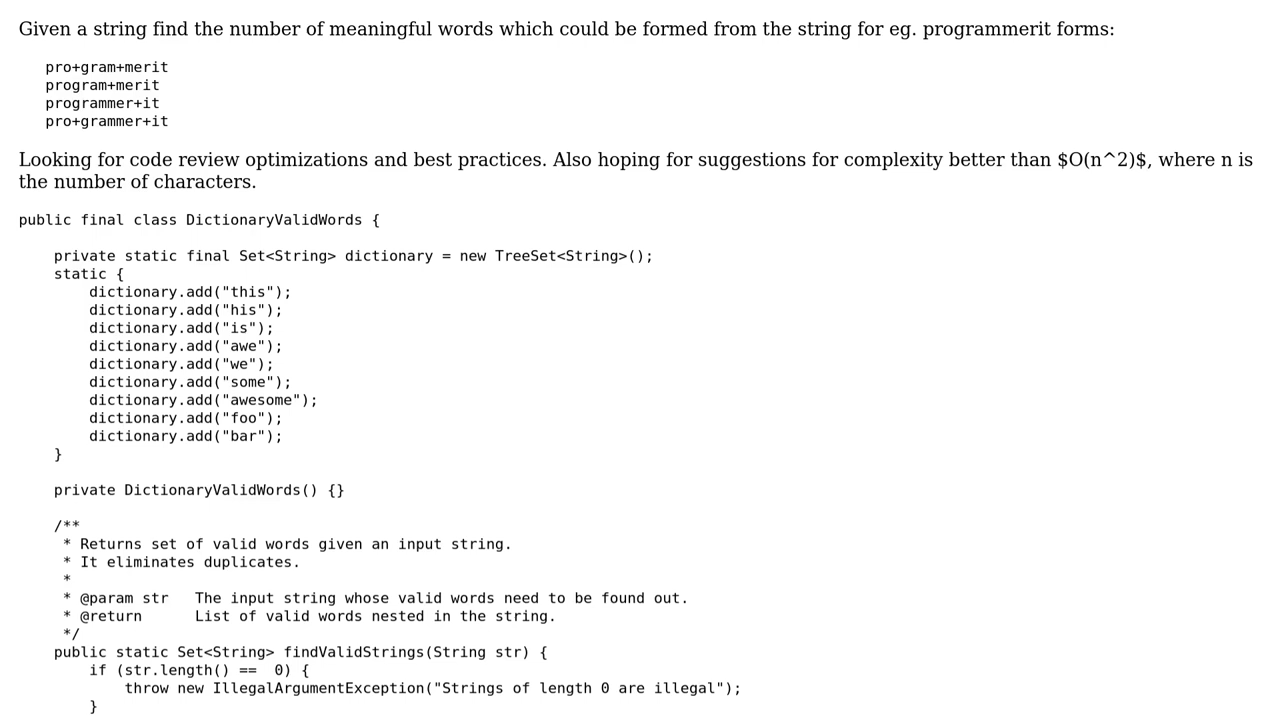 Given a string find the number of meaningful words which could be formed from the string for eg. programmerit forms:
pro+gram+merit
program+merit
programmer+it
pro+grammer+it
Looking for code review optimizations and best practices. Also hoping for suggestions for complexity better than $O(n^2)$, where n is
the number of characters.
public final class DictionaryValidWords {
    private static final Set<String> dictionary = new TreeSet<String>();
    static {
        dictionary.add("this");
        dictionary.add("his");
        dictionary.add("is");
        dictionary.add("awe");
        dictionary.add("we");
        dictionary.add("some");
        dictionary.add("awesome");
        dictionary.add("foo");
        dictionary.add("bar");
    }
    private DictionaryValidWords() {}
    /**
     * Returns set of valid words given an input string.
     * It eliminates duplicates.
     *
     * @param str   The input string whose valid words need to be found out.
     * @return      List of valid words nested in the string.
     */
    public static Set<String> findValidStrings(String str) {
        if (str.length() ==  0) {
            throw new IllegalArgumentException("Strings of length 0 are illegal");
        }